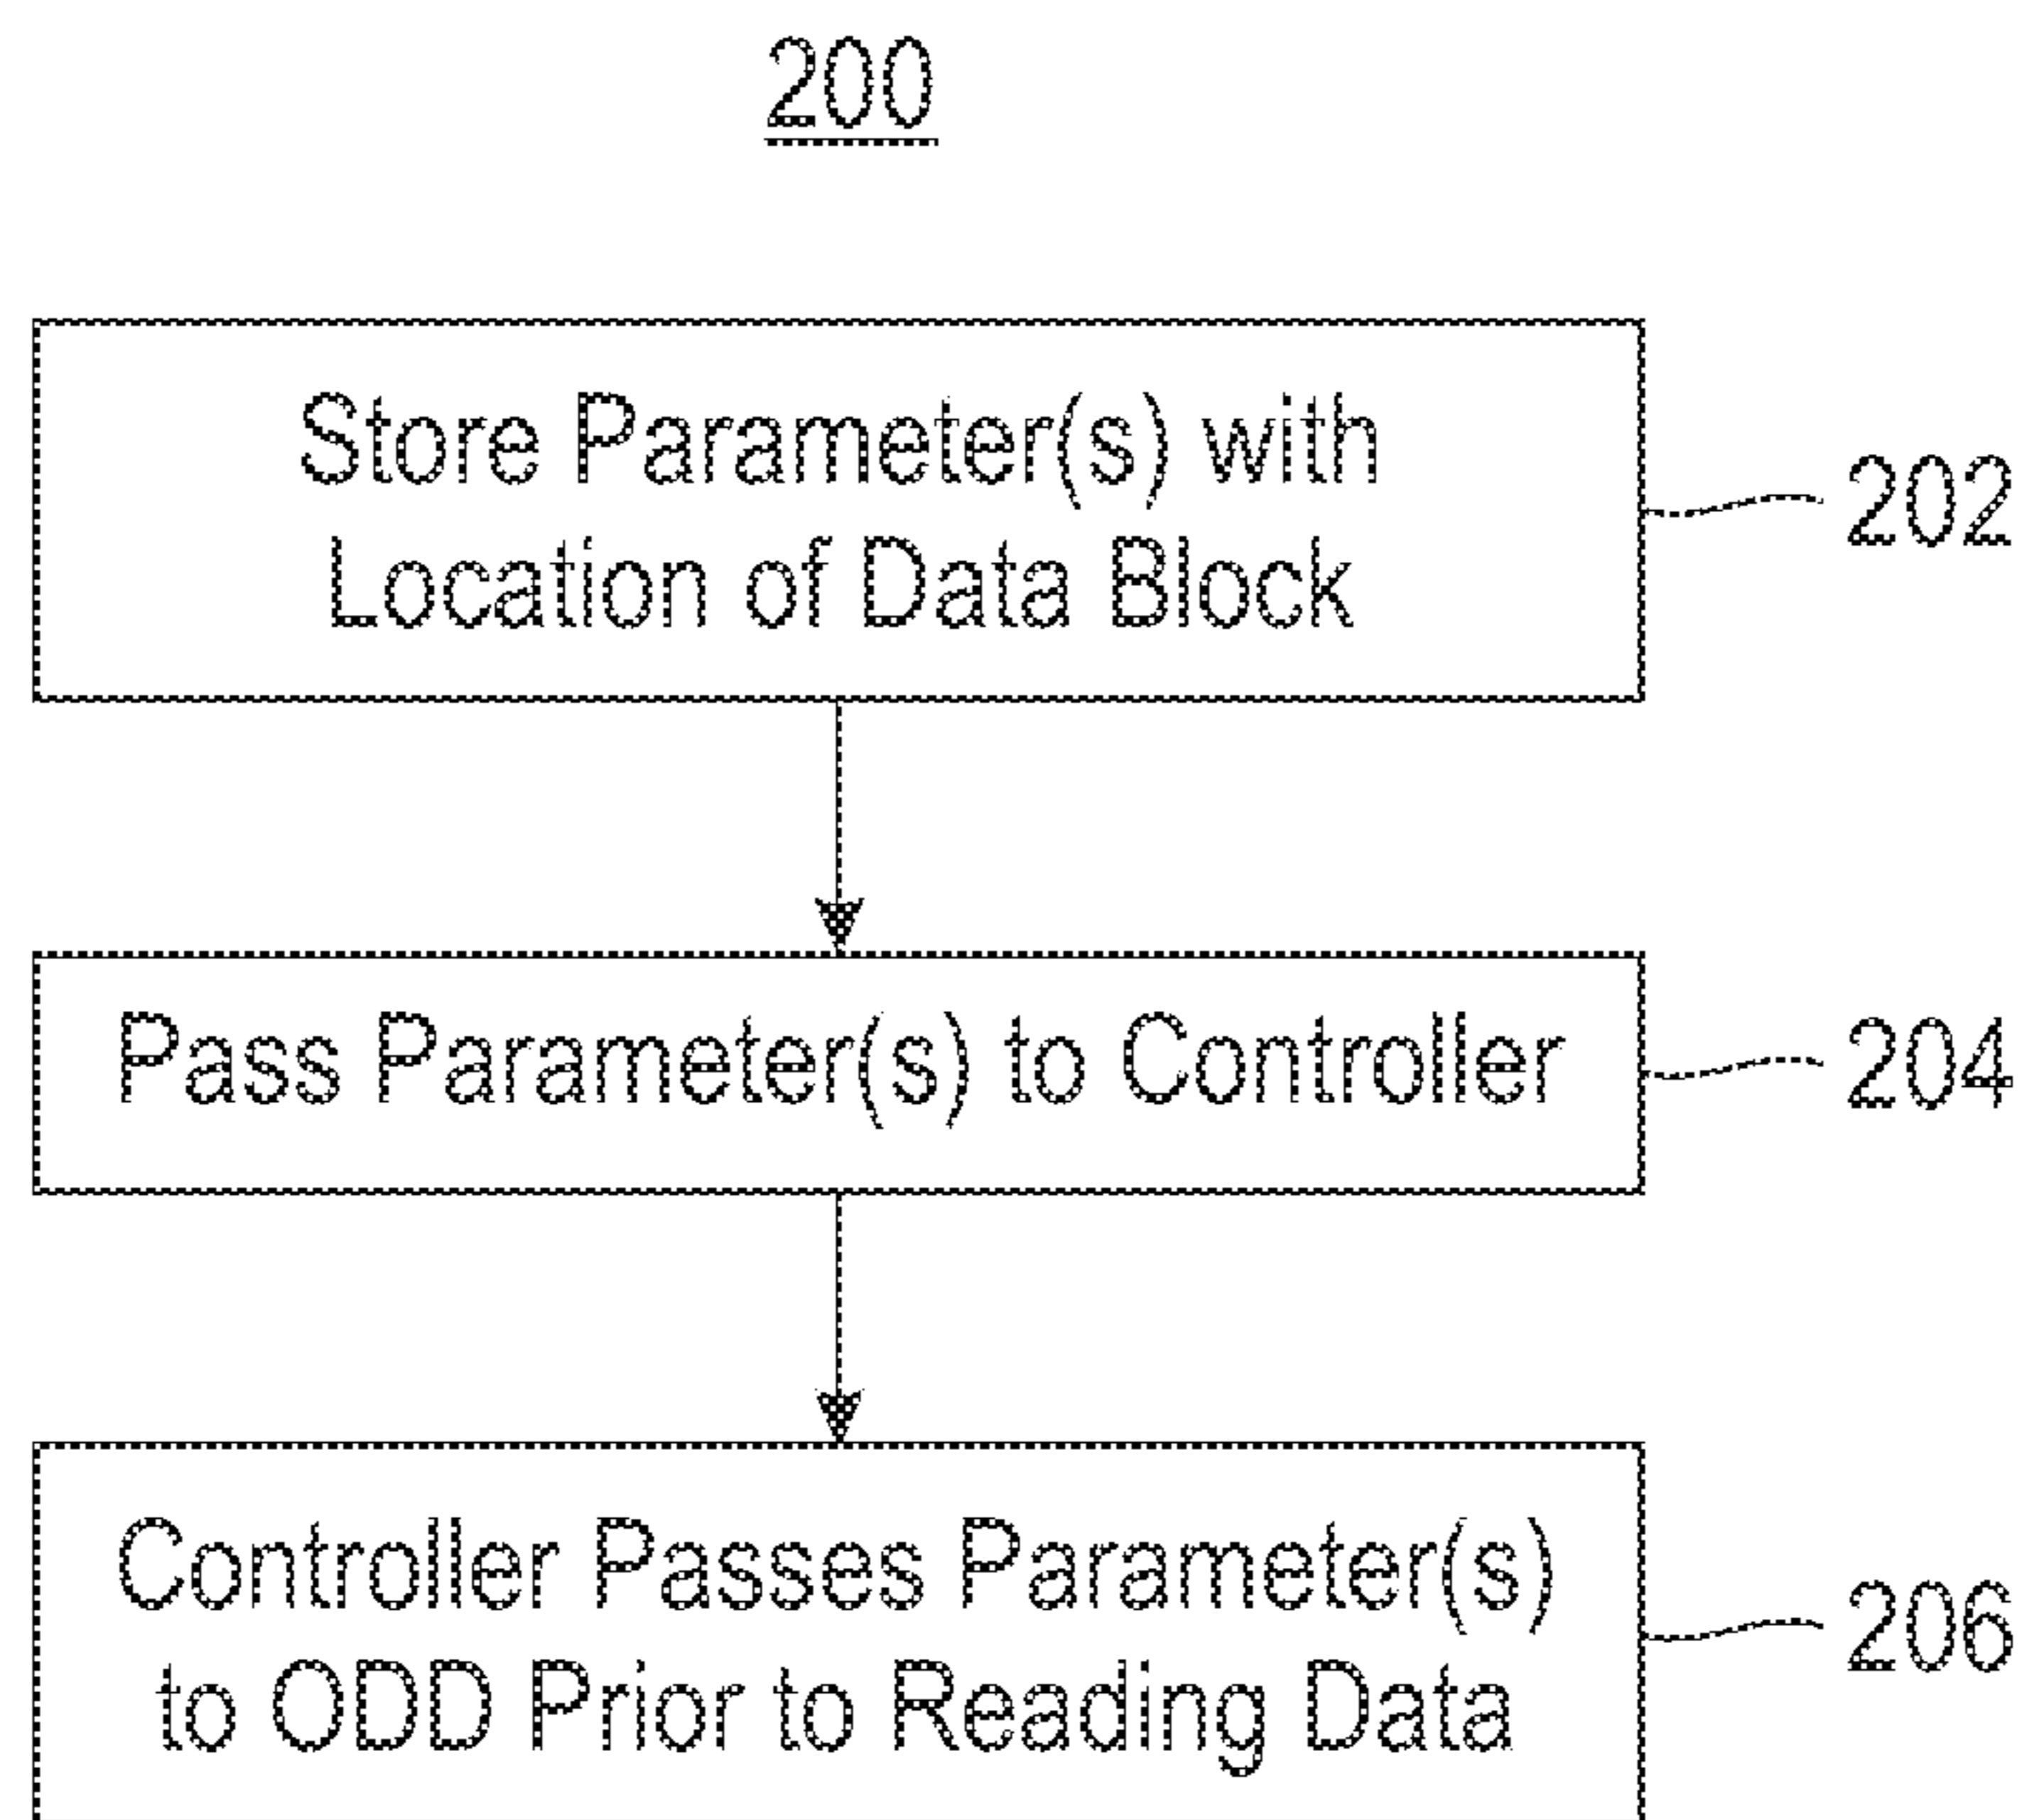 200
Store Parameter(s) with
Location of Data Block
202
Pass Parameter(s) to Controller
204
Controller Passes Parameter(s)
to ODD Prior to Reading Data
206